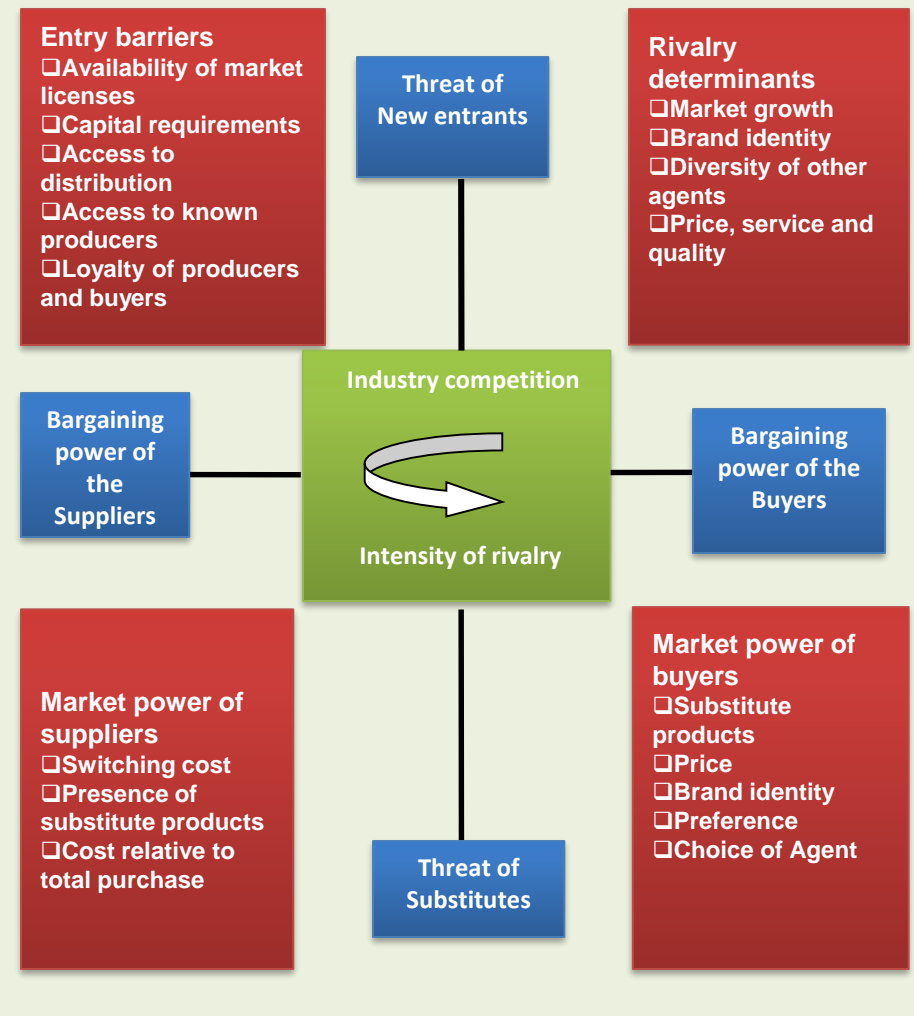 Entry barriers
❑Availability of market
licenses
❑Capital requirements
❑Access to
distribution
❑Access to known
producers
❑Loyalty of producers
and buyers
Threat of
New entrants
Rivalry
determinants
❑Market growth
❑Brand identity
❑Diversity of other
agents
❑Price, service and
quality
Bargaining
power of
the
Suppliers
Industry competition
Intensity of rivalry
Bargaining
power of the
Buyers
Market power of
suppliers
❑Switching cost
❑Presence of
substitute products
❑Cost relative to
total purchase
Threat of
Substitutes
Market power of
buyers
❑Substitute
products
❑Price
❑Brand identity
❑Preference
❑Choice of Agent